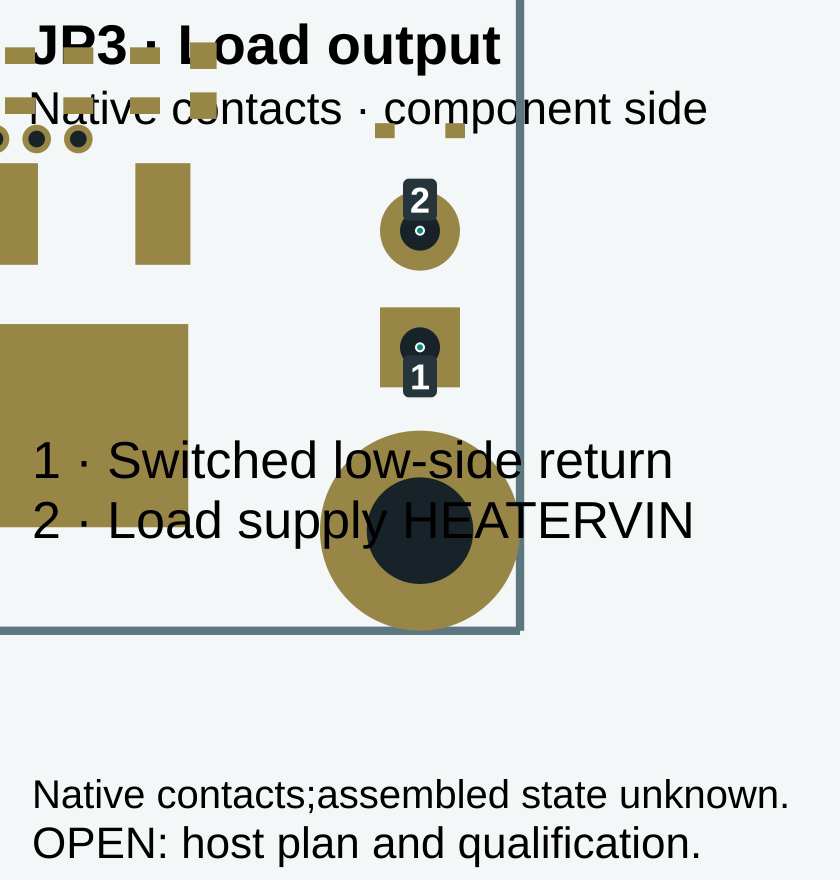 JP3 · Load output
Native contacts · component side
2
1
1 · Switched low-side return
2 · Load supply HEATERVIN
Native contacts;assembled state unknown.
OPEN: host plan and qualification.